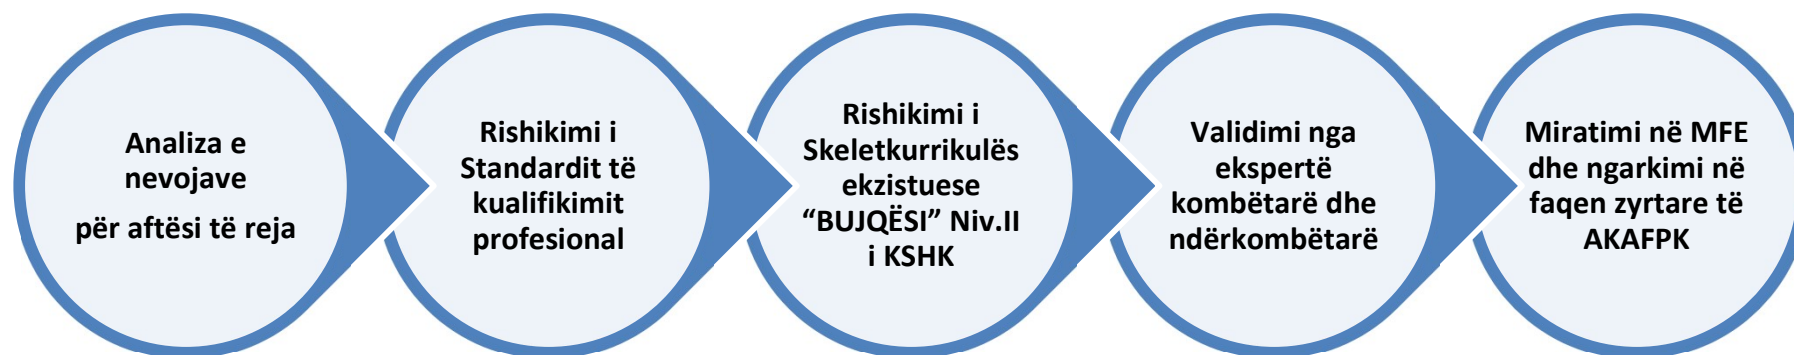 Analiza e
nevojave
për aftësi të reja
Rishikimi i
Standardit të
kualifikimit
profesional
Rishikimi i
Skeletkurrikulës
ekzistuese
“BUJQËSI” Niv.II
i KSHK
Validimi nga
ekspertë
kombëtarë dhe
ndërkombëtarë
Miratimi në MFE
dhe ngarkimi në
faqen zyrtare të
AKAFPK